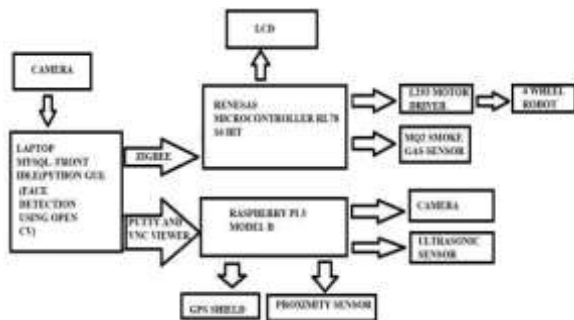 LCD
CAMERA
RENESAS
MICROCONTROLLER RL78
16 BIT
L293 MOTOR
DRIVER
4 WHEEL
ROBOT
LAPTOP
MYSQL-FRONT
IDLE(PYTHON GUI)
(FACE
DETECTION
USING OPEN
CV)
ZIGBEE
MQ2 SMOKE
GAS SENSOR
PUTTY AND
VNC VIEWER
RASPBERRY PI 3
MODEL B
CAMERA
ULTRASONIC
SENSOR
GPS SHIELD
PROXIMITY SENSOR